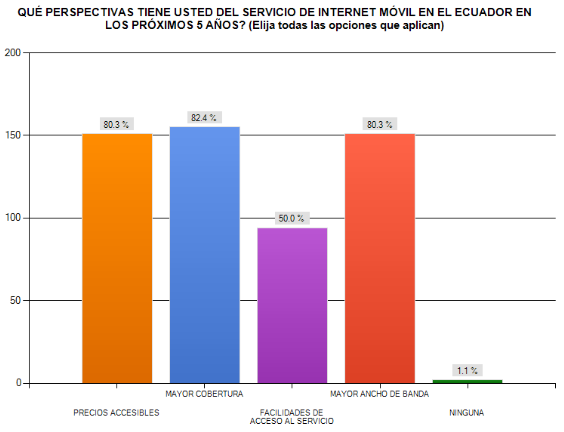 QUÉ PERSPECTIVAS TIENE USTED DEL SERVICIO DE INTERNET MÓVIL EN EL ECUADOR EN
LOS PRÓXIMOS 5 AÑOS? (Elija todas las opciones que aplican)
200
150
100
50
0
80.3 %
82.4 %
50.0 %
80.3 %
1.1 %
PRECIOS ACCESIBLES
MAYOR COBERTURA
FACILIDADES DE
ACCESO AL SERVICIO
MAYOR ANCHO DE BANDA
NINGUNA